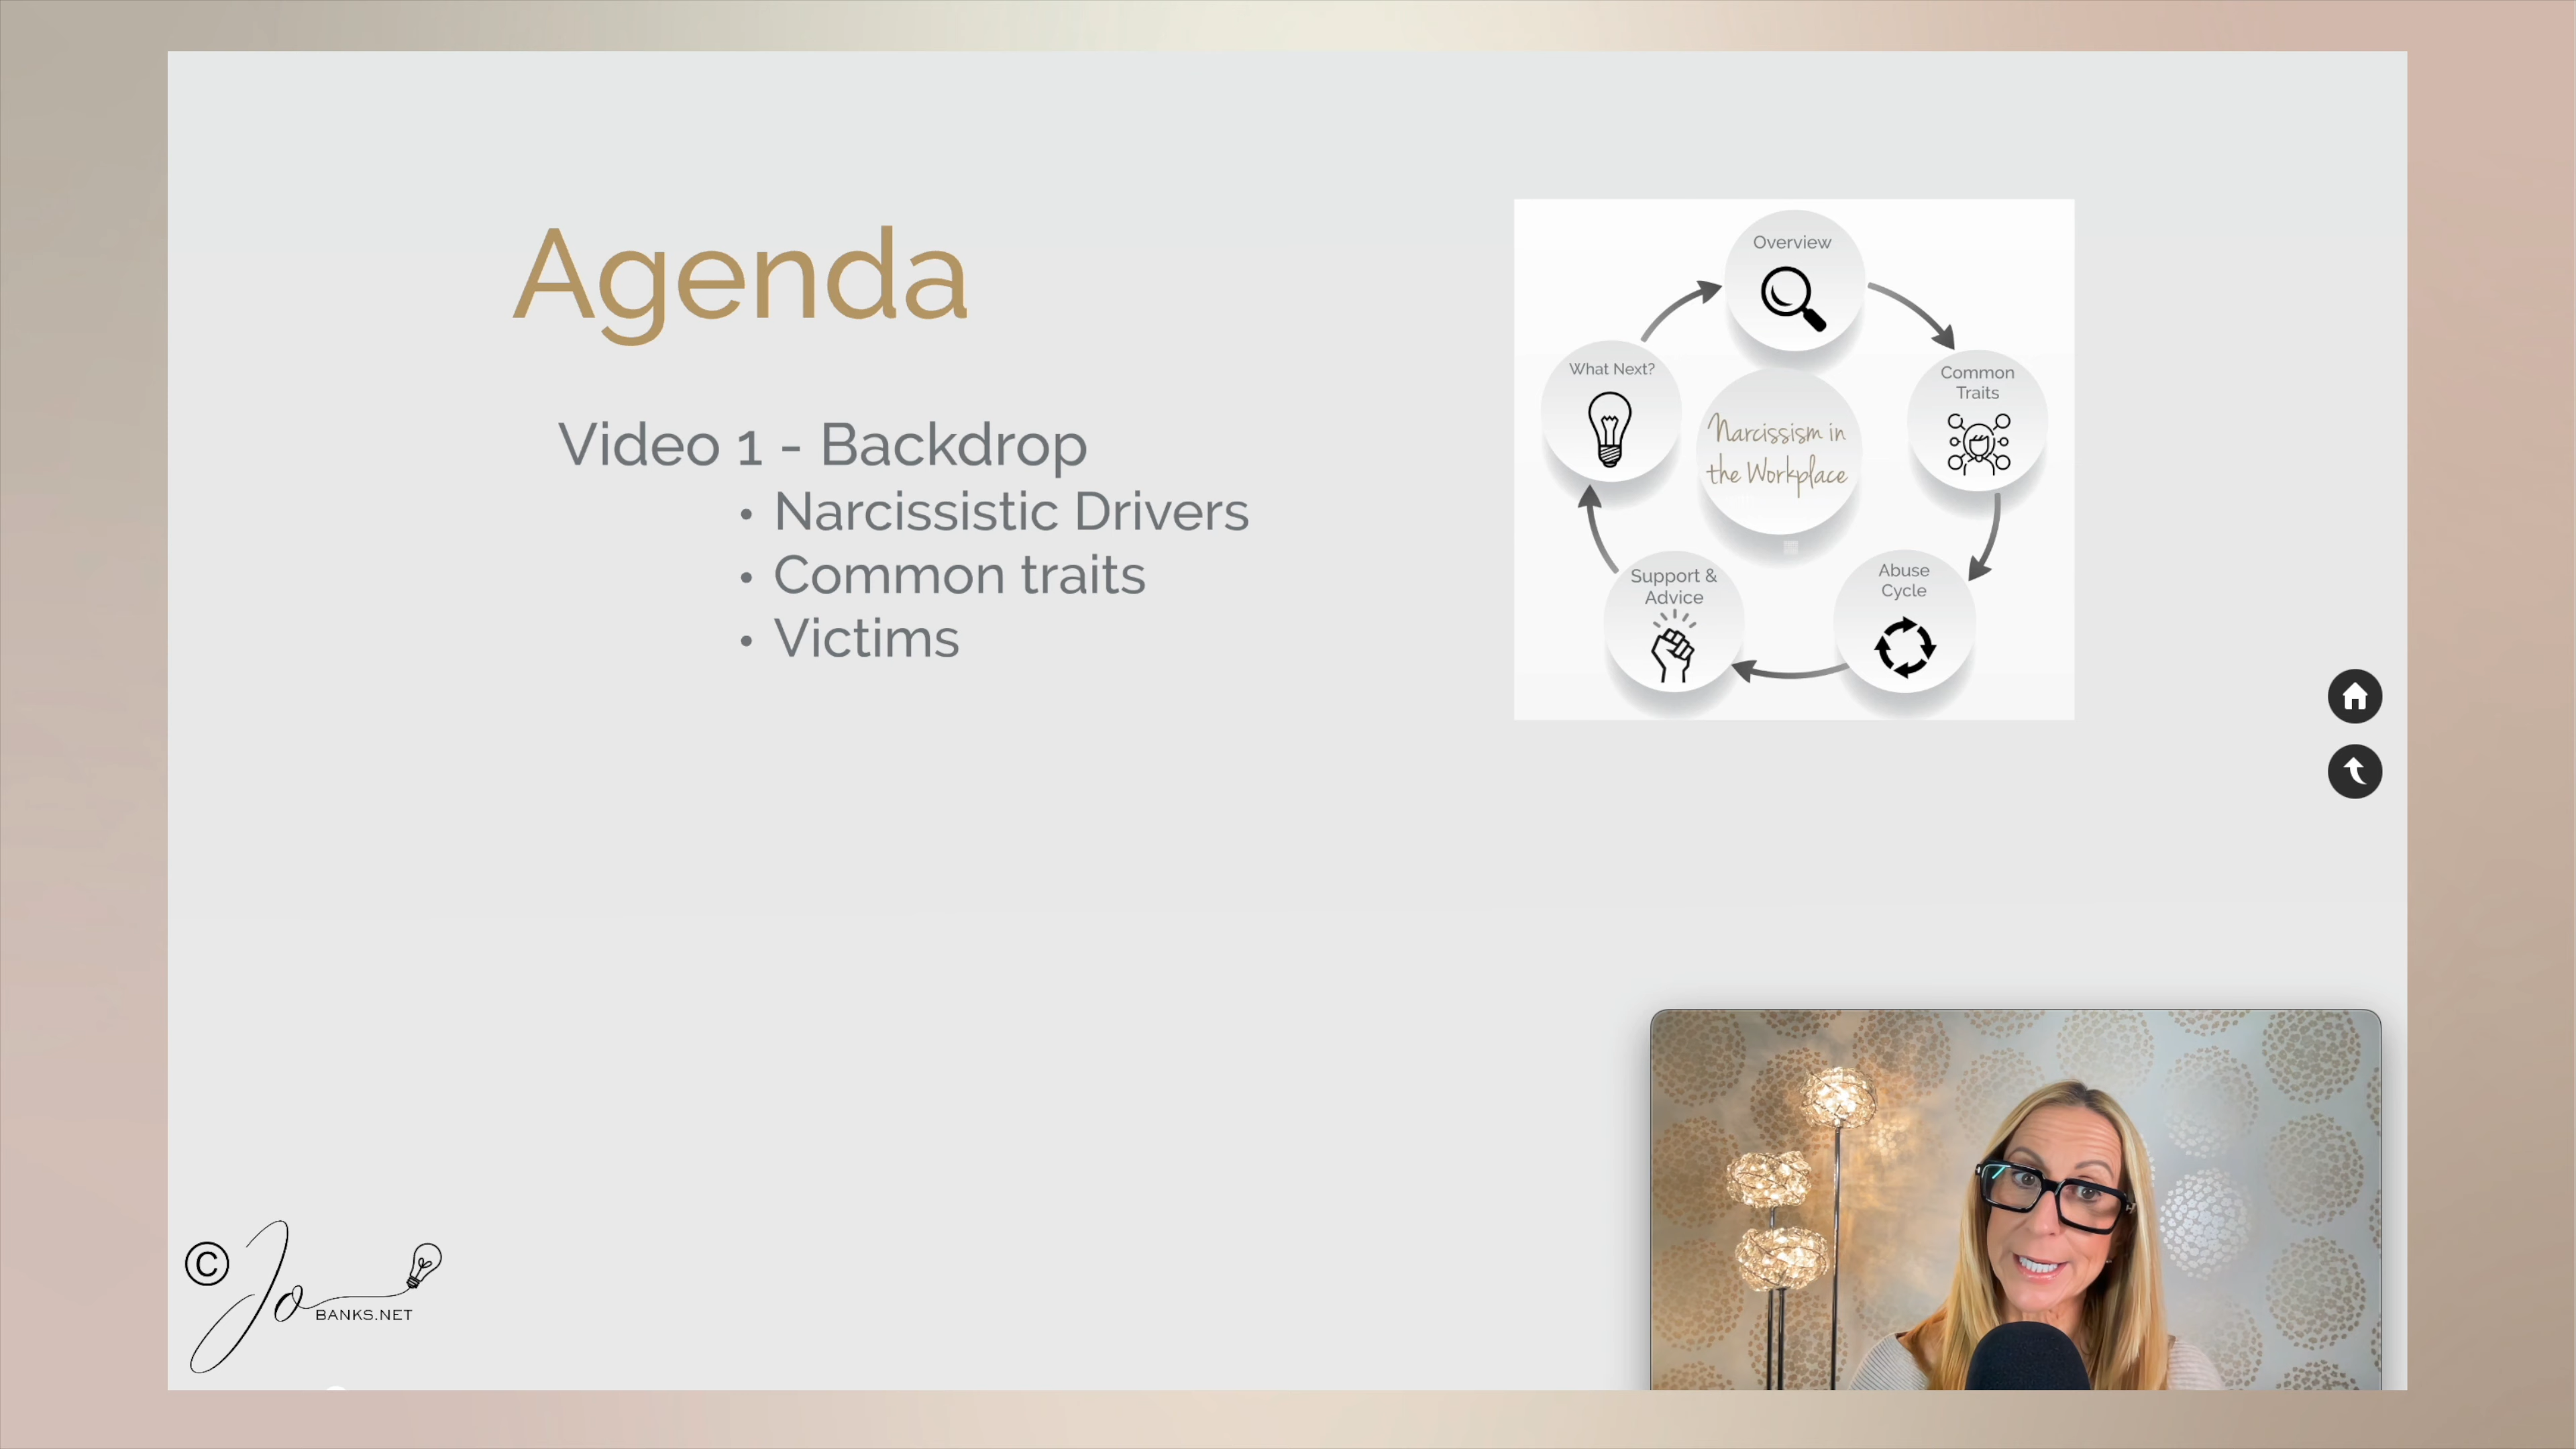 Agenda
Video 1 - Backdrop
• Narcissistic Drivers
• Common traits
• Victims
Overview
Common
Traits
Abuse
Cycle
Support &
Advice
What Next?
Narcissism in
the Workplace
© Jo
BANKS.NET